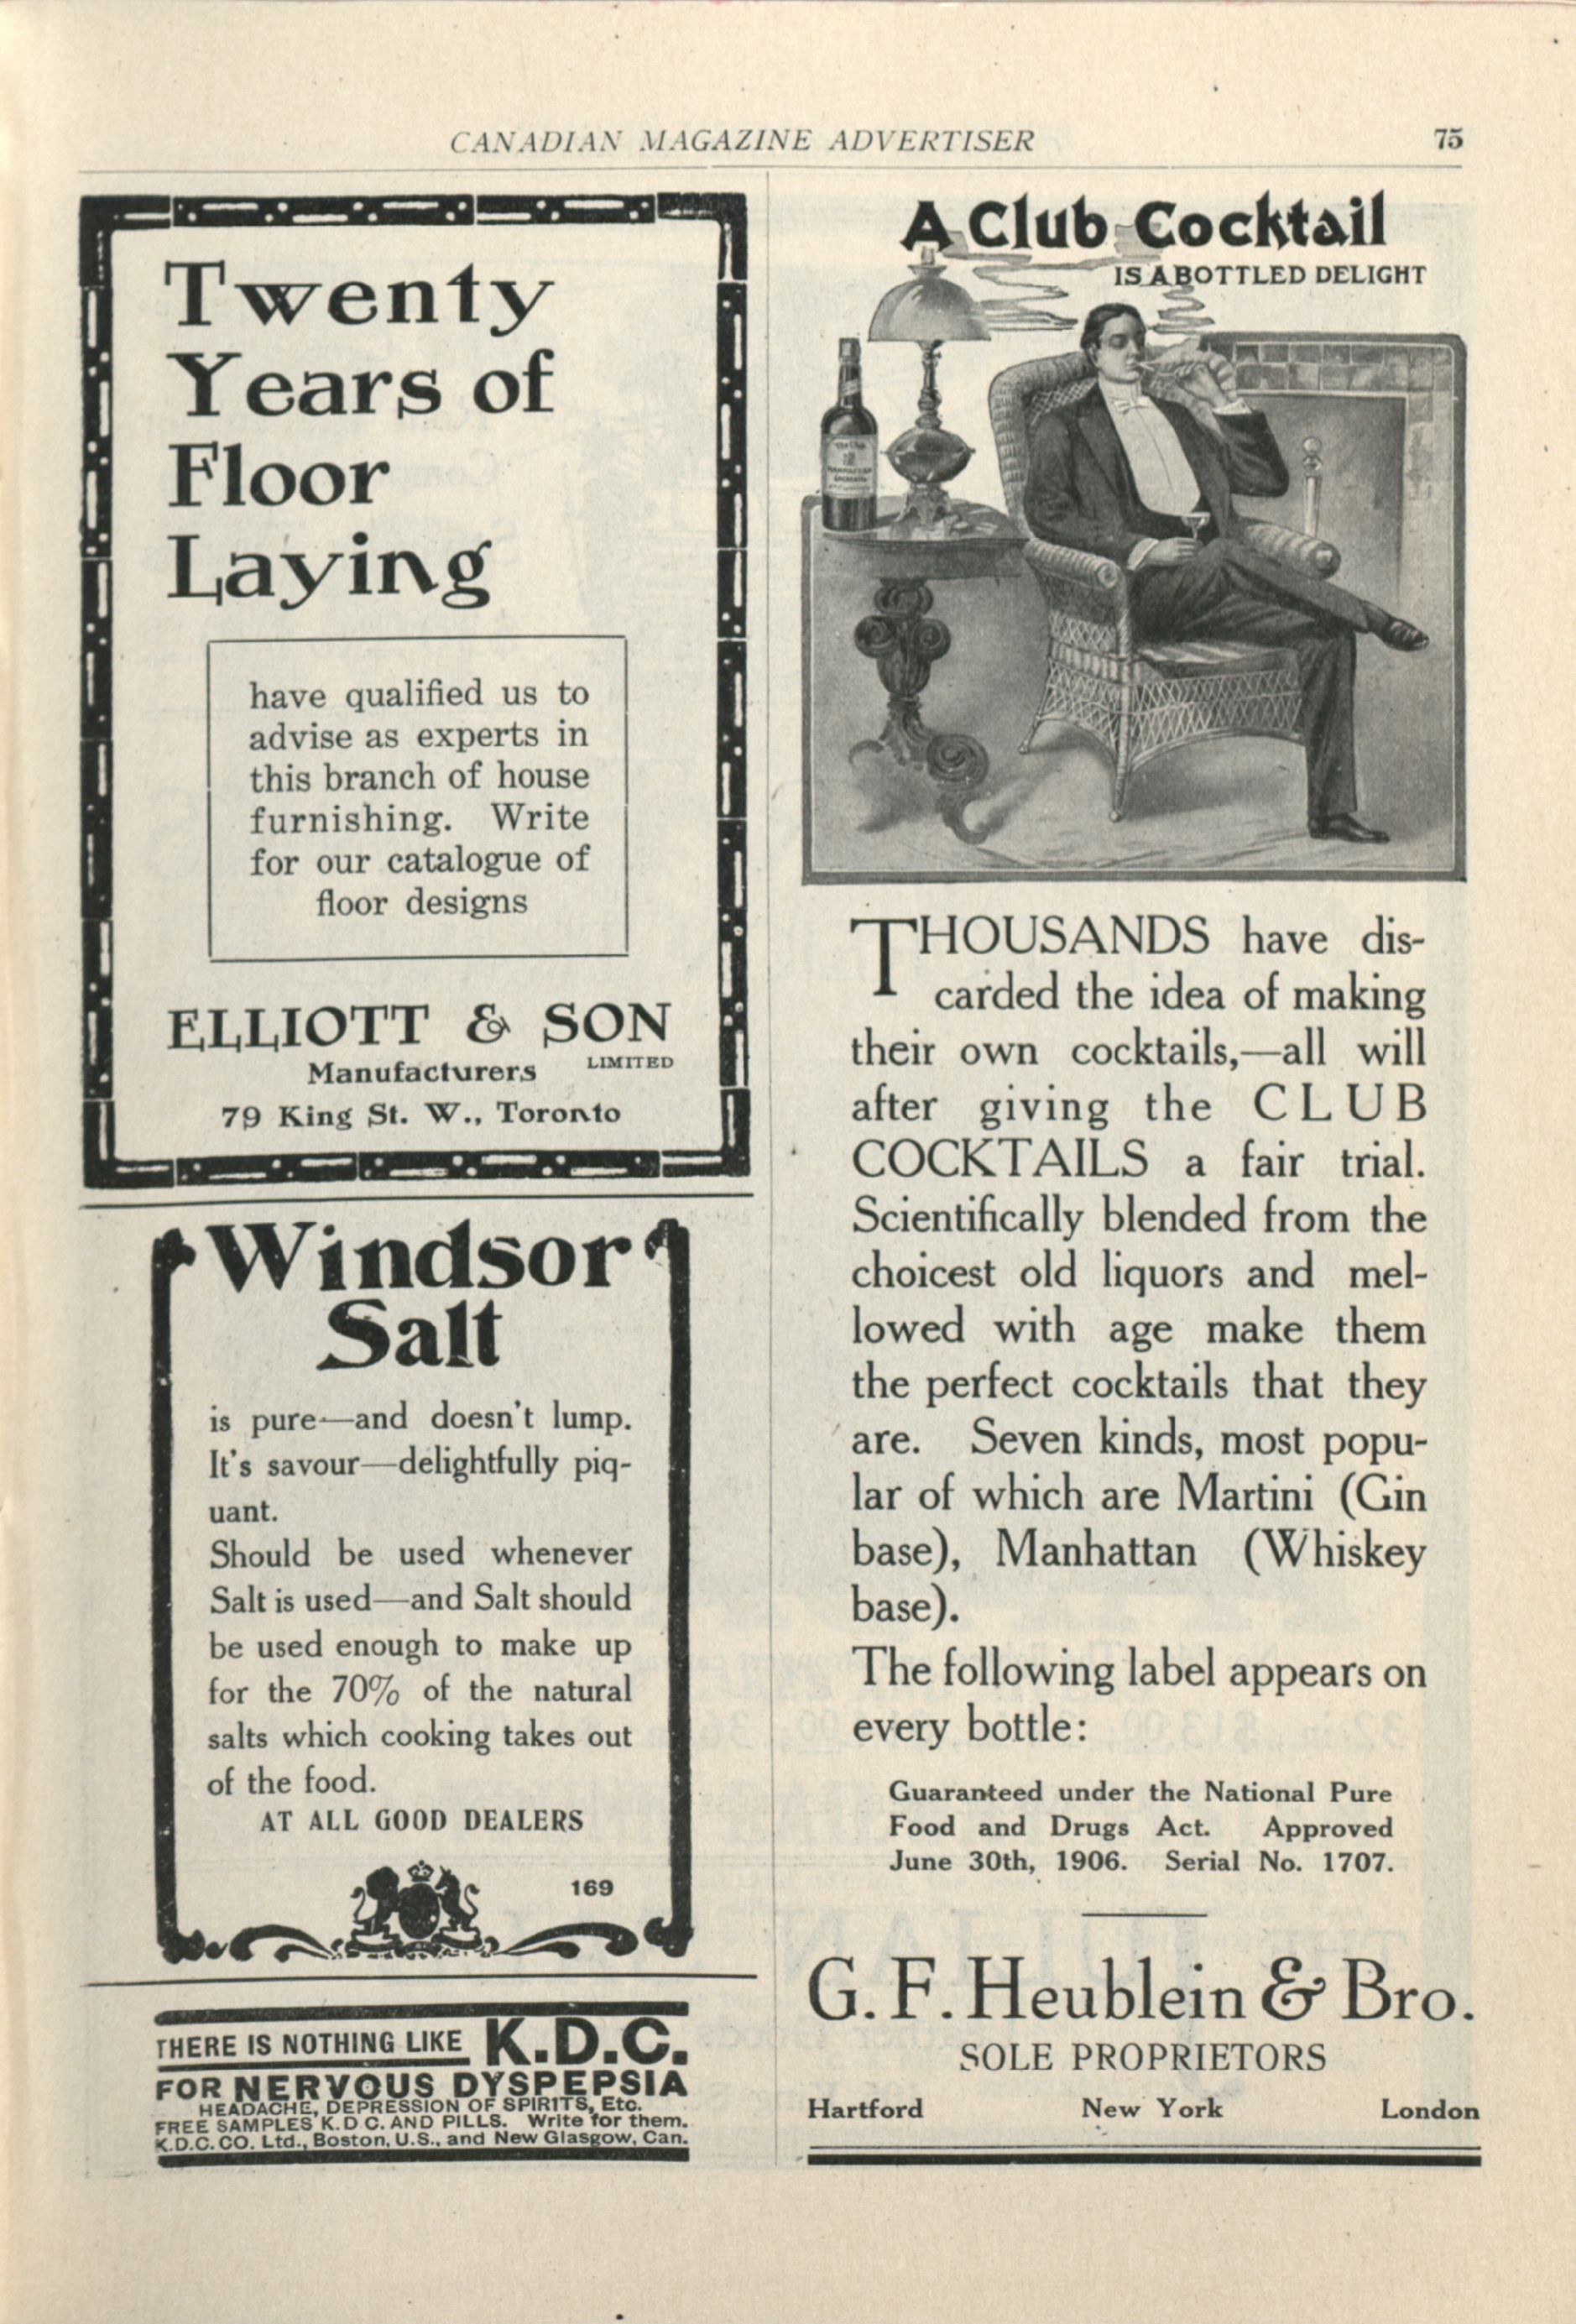 CANADIAN MAGAZINE ADVERTISER
75
Twenty
Years of
Floor
Laying
have qualified us to
advise as experts in
this branch of house
furnishing. Write
for our catalogue of
floor designs
ELLIOTT & SON
LIMITED
Manufacturers
79 King St. W., Toronto
Windsor
Salt
is pure—and doesn't lump.
It's savour—delightfully piq-
uant.
Should be used whenever
Salt is used—and Salt should
be used enough to make up
for the 70% of the natural
salts which cooking takes out
of the food.
AT ALL GOOD DEALERS
169
THERE IS NOTHING LIKE K.D.C.
FOR NERVOUS DYSPEPSIA
HEADACHE, DEPRESSION OF SPIRITS, Etc.
FREE SAMPLES K.D C. AND PILLS. Write for them.
K.D.C. CO. Ltd., Boston, U.S., and New Glasgow, Can.
A Club Cocktail
IS A BOTTLED DELIGHT
The Club
MANHATTAN
COCKTAILS
THOUSANDS have dis-
carded the idea of making
their own cocktails,—all will
after giving the CLUB
COCKTAILS a fair trial.
Scientifically blended from the
choicest old liquors and mel-
lowed with age make them
the perfect cocktails that they
are. Seven kinds, most popu-
lar of which are Martini (Gin
base), Manhattan (Whiskey
base).
The following label appears on
every bottle:
Guaranteed under the National Pure
Food and Drugs Act. Approved
June 30th, 1906. Serial No. 1707.
G. F. Heublein & Bro.
SOLE PROPRIETORS
Hartford New York London